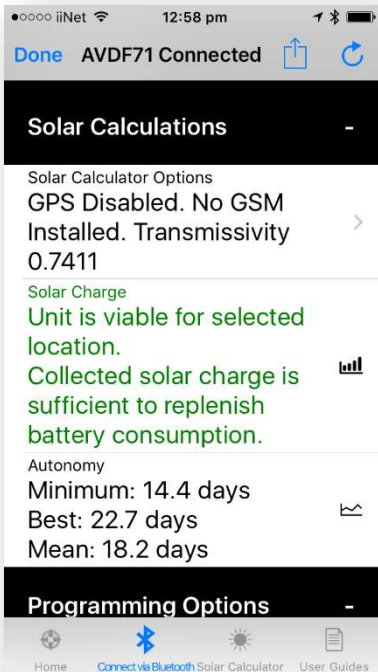 iiNet 12:58 pm
Done AVDF71 Connected
Solar Calculations -
Solar Calculator Options
GPS Disabled. No GSM
Installed. Transmissivity
0.7411
Solar Charge
Unit is viable for selected
location.
Collected solar charge is
sufficient to replenish
battery consumption.
Autonomy
Minimum: 14.4 days
Best: 22.7 days
Mean: 18.2 days
Programming Options -
Home Connect via Bluetooth Solar Calculator User Guides